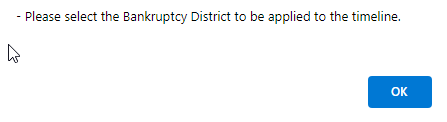 - Please select the Bankruptcy District to be applied to the timeline.
OK